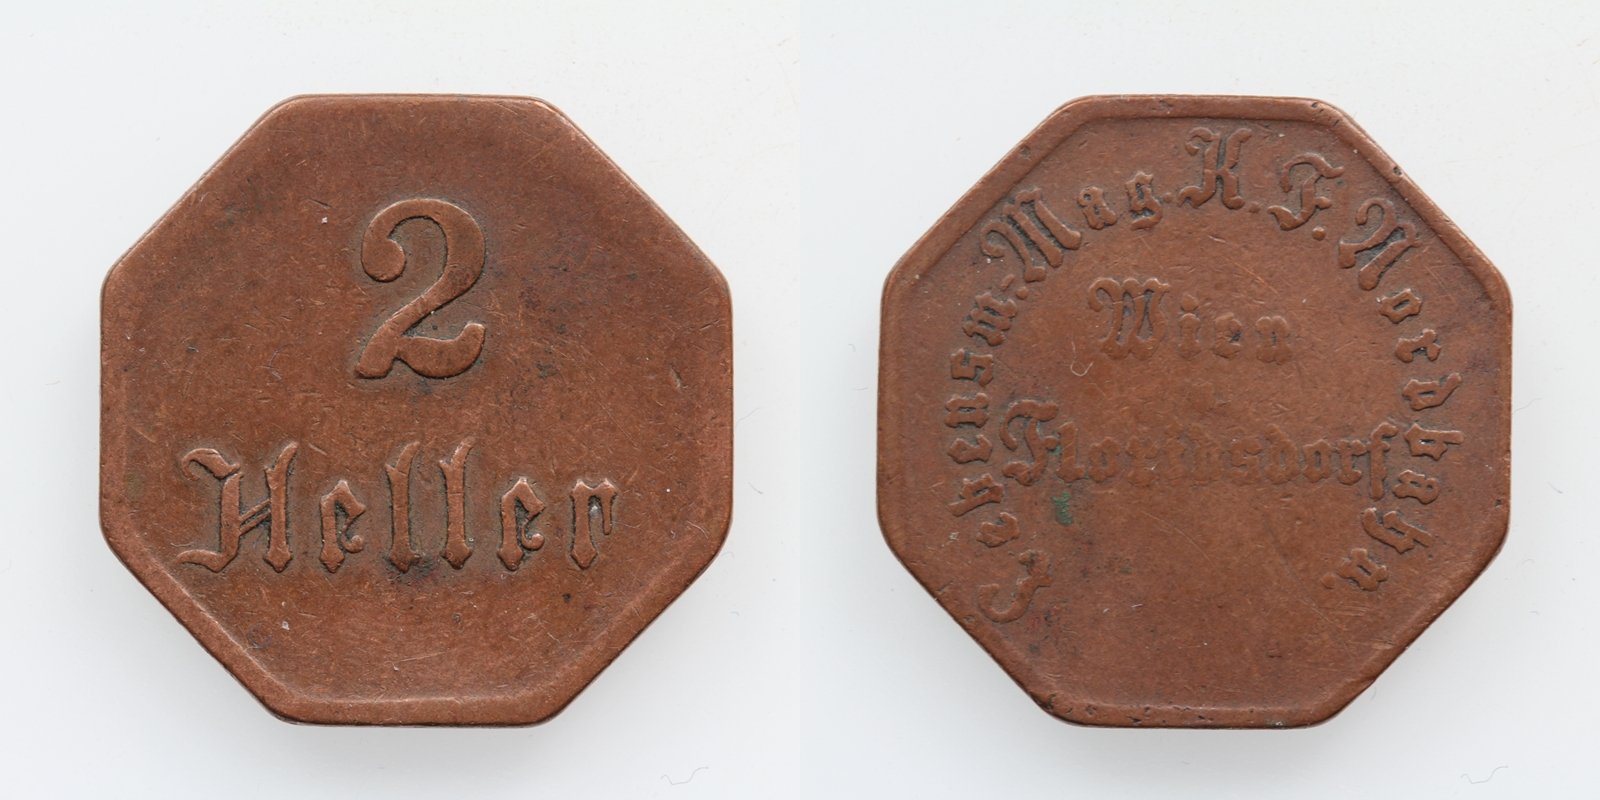 2
Heller
Lebensm.-Mag. K. F. Nordbahn.
Wien
Floridsdorf